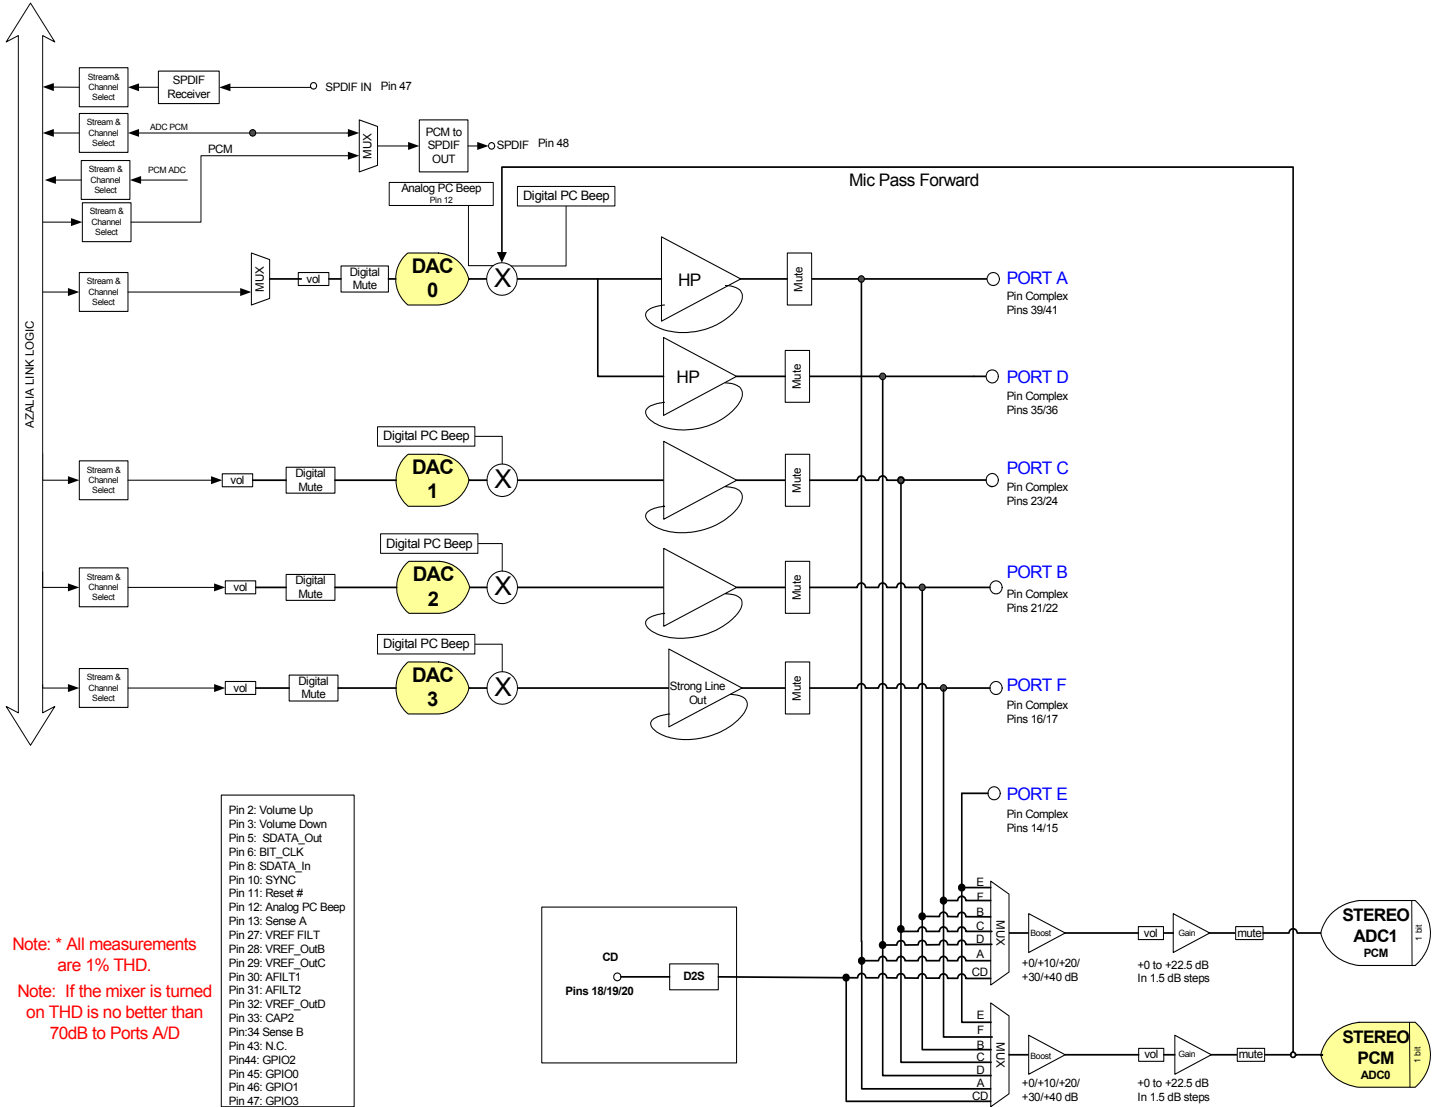 AZALIA LINK LOGIC
Stream&
Channel
Select
SPDIF
Receiver
SPDIF IN Pin 47
Stream &
Channel
Select
ADC PCM
MUX
PCM to
SPDIF
OUT
SPDIF Pin 48
PCM
Stream &
Channel
Select
PCM ADC
Stream &
Channel
Select
Mic Pass Forward
Analog PC Beep
Pin 12
Digital PC Beep
Stream &
Channel
Select
MUX
vol
Digital
Mute
DAC
0
X
HP
Mute
PORT A
Pin Complex
Pins 39/41
HP
Mute
PORT D
Pin Complex
Pins 35/36
Digital PC Beep
Stream &
Channel
Select
vol
Digital
Mute
DAC
1
X
Mute
PORT C
Pin Complex
Pins 23/24
Digital PC Beep
Stream &
Channel
Select
vol
Digital
Mute
DAC
2
X
Mute
PORT B
Pin Complex
Pins 21/22
Digital PC Beep
Stream &
Channel
Select
vol
Digital
Mute
DAC
3
X
Strong Line
Out
Mute
PORT F
Pin Complex
Pins 16/17
PORT E
Pin Complex
Pins 14/15
Pin 2: Volume Up
Pin 3: Volume Down
Pin 5: SDATA_Out
Pin 6: BIT_CLK
Pin 8: SDATA_In
Pin 10: SYNC
Pin 11: Reset #
Pin 12: Analog PC Beep
Pin 13: Sense A
Pin 27: VREF FILT
Pin 28: VREF_OutB
Pin 29: VREF_OutC
Pin 30: AFILT1
Pin 31: AFILT2
Pin 32: VREF_OutD
Pin 33: CAP2
Pin:34 Sense B
Pin 43: N.C.
Pin44: GPIO2
Pin 45: GPIO0
Pin 46: GPIO1
Pin 47: GPIO3
Note: * All measurements
are 1% THD.
Note: If the mixer is turned
on THD is no better than
70dB to Ports A/D
CD
Pins 18/19/20
D2S
E
F
B
C
D
A
CD
MUX
Boost
+0/+10/+20/
+30/+40 dB
vol
Gain
+0 to +22.5 dB
In 1.5 dB steps
mute
STEREO
ADC1
PCM
1 bit
E
F
B
C
D
A
CD
MUX
Boost
+0/+10/+20/
+30/+40 dB
vol
Gain
+0 to +22.5 dB
In 1.5 dB steps
mute
STEREO
PCM
ADC0
1 bit